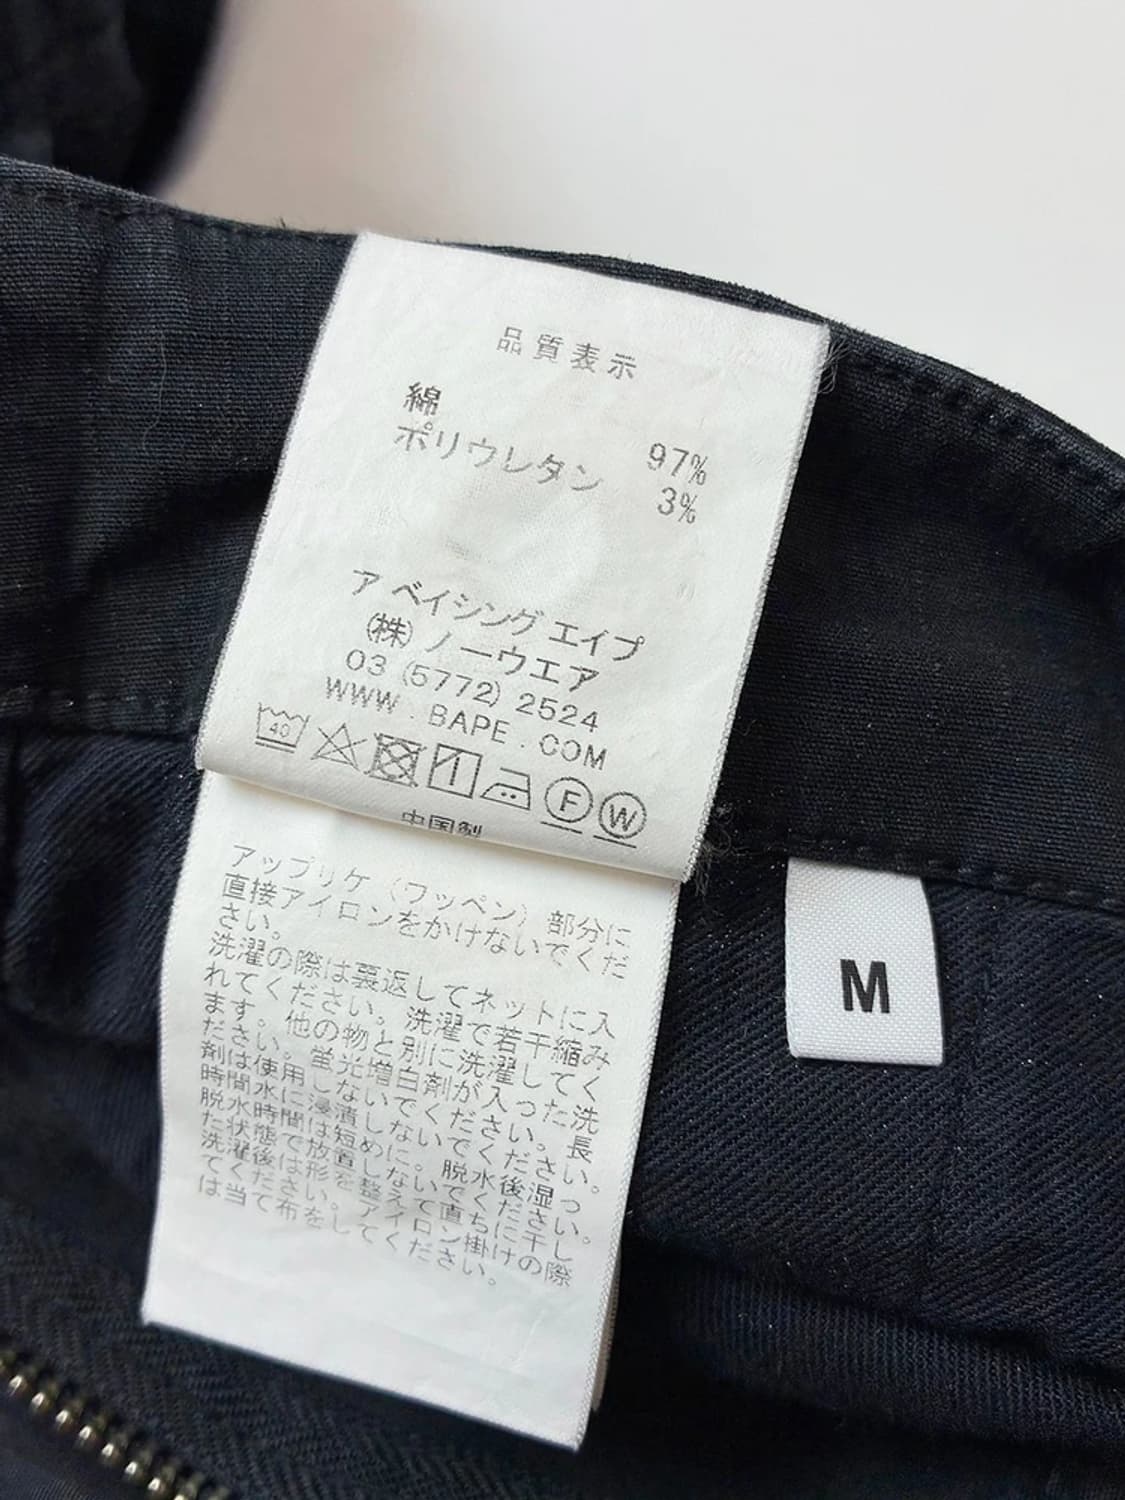 品質表示
綿 97%
ポリウレタン 3%
ア ベイシング エイプ
(株) ノーウエア
03 (5772) 2524
WWW . BAPE . COM
40
F W
中国製
アップリケ（ワッペン）部分に
直接アイロンをかけないでくだ
さい。
洗濯の際は裏返してネットに入
れてください。洗濯で若干縮み
ます。他の物と別に洗濯してく
ださい。蛍光増白剤が入った洗
剤は使用しないでください。長
時間水に浸漬しないでください。
脱水時間は短めに。脱水後湿っ
た状態で放置しないでください。
洗濯後は形を整えて直ちに干し
てください。アイロン掛けの際
は当て布をしてください。
M